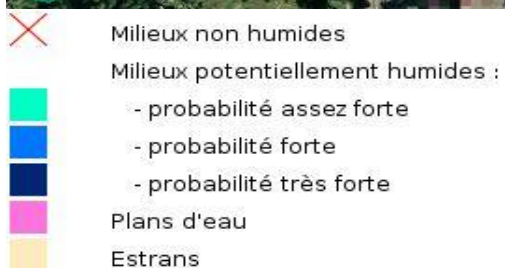 Milieux non humides
Milieux potentiellement humides :
- probabilité assez forte
- probabilité forte
- probabilité très forte
Plans d'eau
Estrans